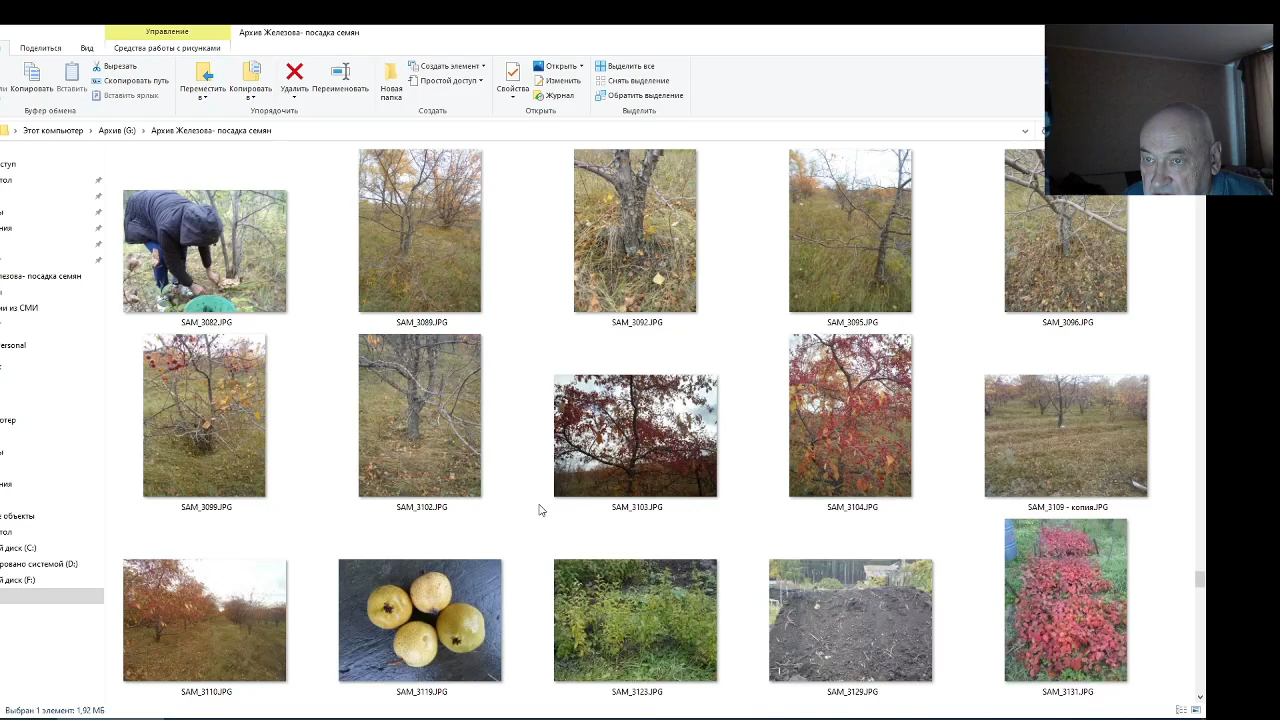 Управление
Архив Железова- посадка семян
Поделиться
Вид
Средства работы с рисунками
Копировать
Вставить
Вырезать
Скопировать путь
Вставить ярлык
Переместить в
Копировать в
Удалить
Переименовать
Новая папка
Создать элемент
Простой доступ
Свойства
Открыть
Изменить
Журнал
Выделить все
Снять выделение
Обратить выделение
Буфер обмена
Упорядочить
Создать
Открыть
Выделить
Этот компьютер > Архив (G:) > Архив Железова- посадка семян
SAM_3082.JPG
SAM_3089.JPG
SAM_3092.JPG
SAM_3095.JPG
SAM_3096.JPG
SAM_3099.JPG
SAM_3102.JPG
SAM_3103.JPG
SAM_3104.JPG
SAM_3109 - копия.JPG
SAM_3110.JPG
SAM_3119.JPG
SAM_3123.JPG
SAM_3129.JPG
SAM_3131.JPG
посадка семян
из СМИ
диск (C:)
системой (D:)
диск (F:)
Выбран 1 элемент: 1,92 МБ